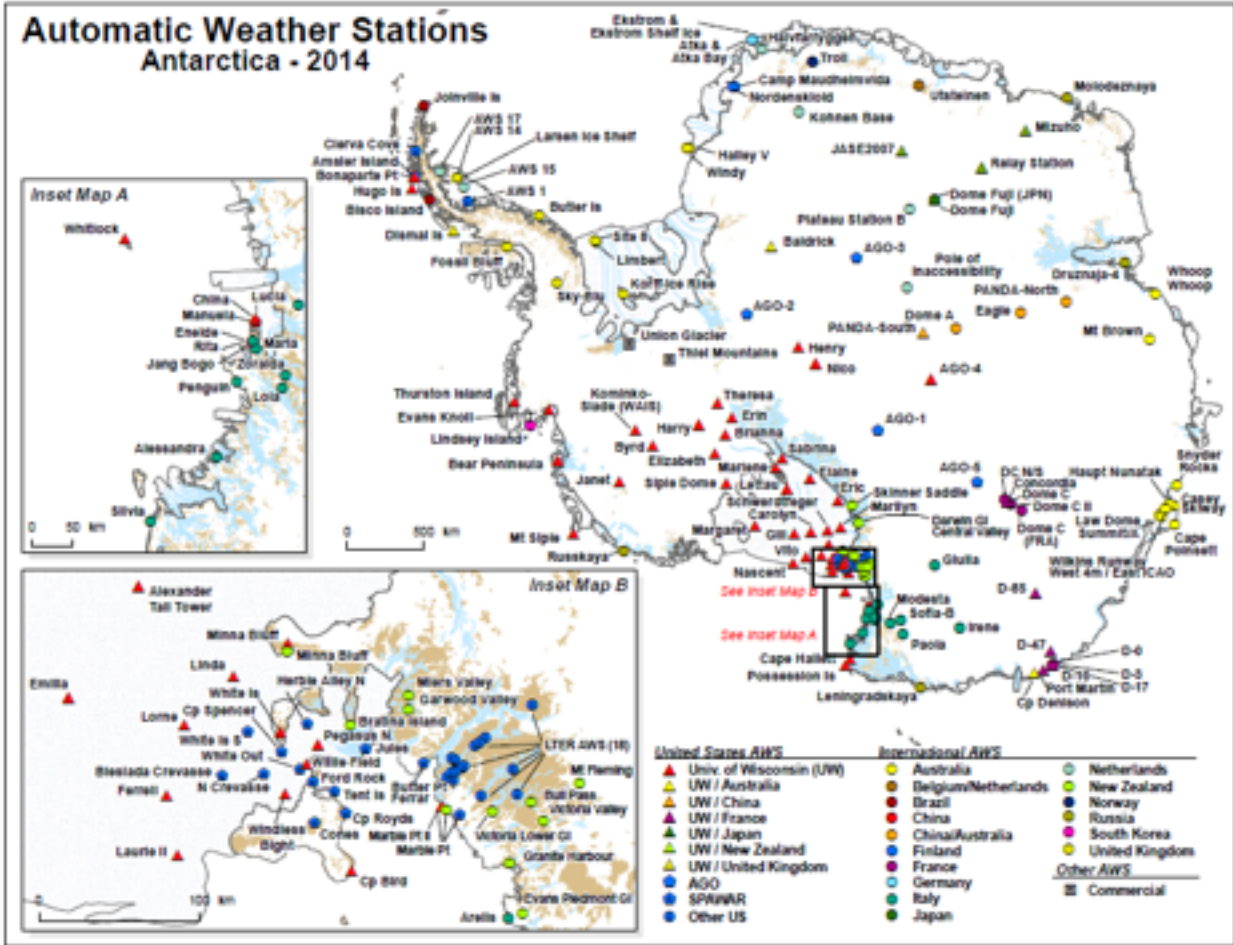 Automatic Weather Stations
Antarctica - 2014
Ekstrom &
Ekstrom Shelf Ice
Atka &
Atka Bay
Troll
Camp Maudheimvida
Nordenskiold
Kohnen Base
Utsteinen
Molodeznaya
Mizuho
JASE2007
Relay Station
Halley V
Windy
Dome Fuji (JPN)
Dome Fuji
Plateau Station B
Baldrick
AGO-3
Pole of
Inaccessibility
Druznaja-4
Whoop
Whoop
PANDA-North
Eagle
Dome A
PANDA-South
Mt Brown
AGO-2
Joinville Is
AWS 17
AWS 14
Larsen Ice Shelf
Cierva Cove
Amsler Island
Bonaparte Pt
Hugo Is
Bisco Island
AWS 15
AWS 1
Butler Is
Dismal Is
Fossil Bluff
Site 8
Limbert
Sky-Blu
Korff Ice Rise
Union Glacier
Thiel Mountains
Henry
Nico
AGO-4
AGO-1
AGO-5
Thurston Island
Evans Knoll
Lindsey Island
Bear Peninsula
Kominko-
Slade (WAIS)
Byrd
Harry
Theresa
Erin
Brianna
Elizabeth
Janet
Siple Dome
Marlene
Lettau
Sabrina
Elaine
Eric
Schwerdtfeger
Carolyn
Margaret
Gill
Vito
Nascent
Mt Siple
Russkaya
Skinner Saddle
Marilyn
Darwin Gl
Central Valley
Giulia
DC N/S
Concordia
Dome C
Dome C II
Dome C
(FRA)
Haupt Nunatak
Snyder
Rocks
Casey
Skiway
Law Dome
Summit
Cape
Poinsett
Wilkins Runway
West 4m / East ICAO
D-85
See Inset Map B
See Inset Map A
Modesta
Sofia-B
Irene
Paola
Cape Hallett
Possession Is
Leningradskaya
D-47
D-0
D-3
D-10
D-17
Port Martin
Cp Denison
Inset Map A
Whitlock
China
Lucia
Manuela
Eneide
Rita
Maria
Jang Bogo
Zoraida
Penguin
Lola
Alessandra
Silvia
0 50 km
0 500 km
Inset Map B
Alexander
Tall Tower
Minna Bluff
Minna Bluff
Linda
Emilia
White Is
Herbie Alley N
Cp Spencer
Lorne
White Is S
White Out
Miers Valley
Garwood Valley
Bratina Island
Pegasus N.
Jules
Willie Field
Ford Rock
Tent Is
Biesiada Crevasse
Ferrell
N Crevasse
Windless
Bight
Cones
Cp Royds
Laurie II
Cp Bird
Butter Pt
Ferrar
Marble Pt II
Marble Pt
LTER AWS (18)
Mt Fleming
Bull Pass
Victoria Valley
Victoria Lower Gl
Granite Harbour
Evans Piedmont Gl
Arelis
0 100 km
United States AWS
Univ. of Wisconsin (UW)
UW / Australia
UW / China
UW / France
UW / Japan
UW / New Zealand
UW / United Kingdom
AGO
SPAWAR
Other US
International AWS
Australia
Belgium/Netherlands
Brazil
China
China/Australia
Finland
France
Germany
Italy
Japan
Netherlands
New Zealand
Norway
Russia
South Korea
United Kingdom
Other AWS
Commercial